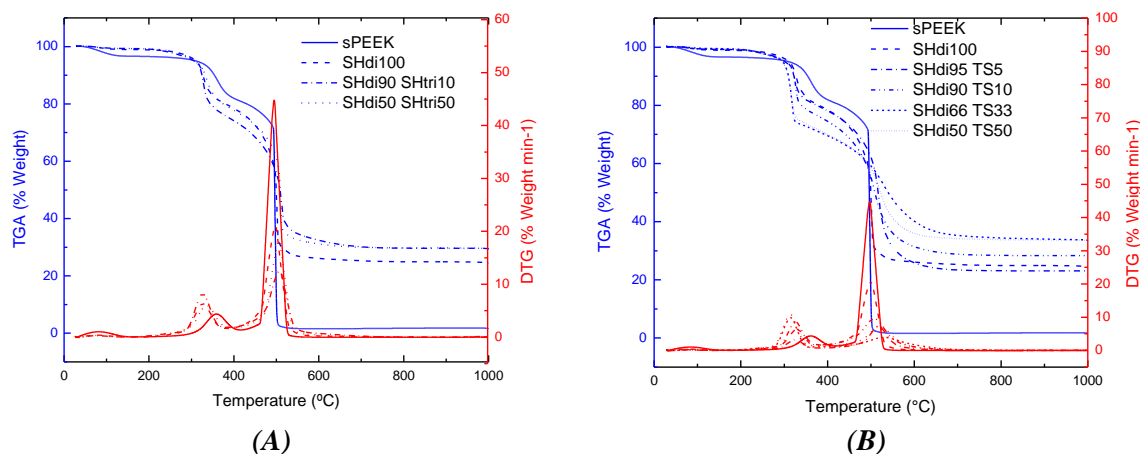 100
80
60
40
20
0
TGA (% Weight)
sPEEK
SHdi100
SHdi90 SHtri10
SHdi50 SHtri50
60
50
40
30
20
10
0
DTG (% Weight min-1)
0 200 400 600 800 1000
Temperature (ºC)
(A)
100
80
60
40
20
0
TGA (% Weight)
sPEEK
SHdi100
SHdi95 TS5
SHdi90 TS10
SHdi66 TS33
SHdi50 TS50
100
90
80
70
60
50
40
30
20
10
0
DTG (% Weight min-1)
0 200 400 600 800 1000
Temperature (°C)
(B)